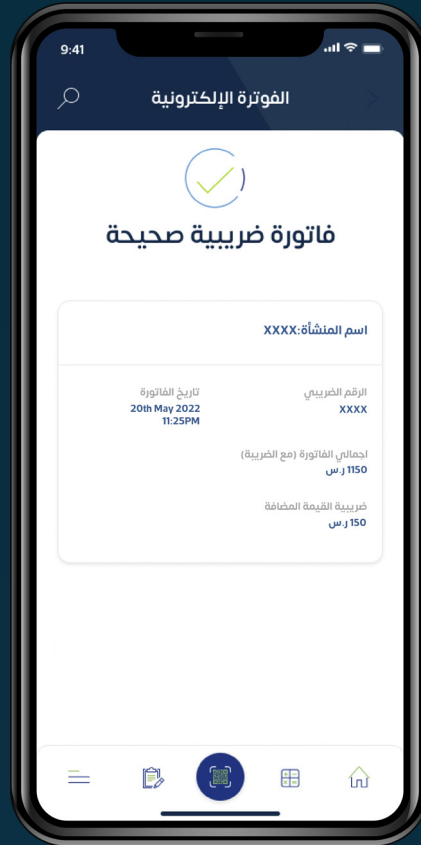 9:41
الفوترة الإلكترونية
فاتورة ضريبية صحيحة
اسم المنشأة:XXXX
الرقم الضريبي
XXXX
تاريخ الفاتورة
20th May 2022
11:25PM
اجمالي الفاتورة (مع الضريبة)
1150 ر.س
ضريبية القيمة المضافة
150 ر.س